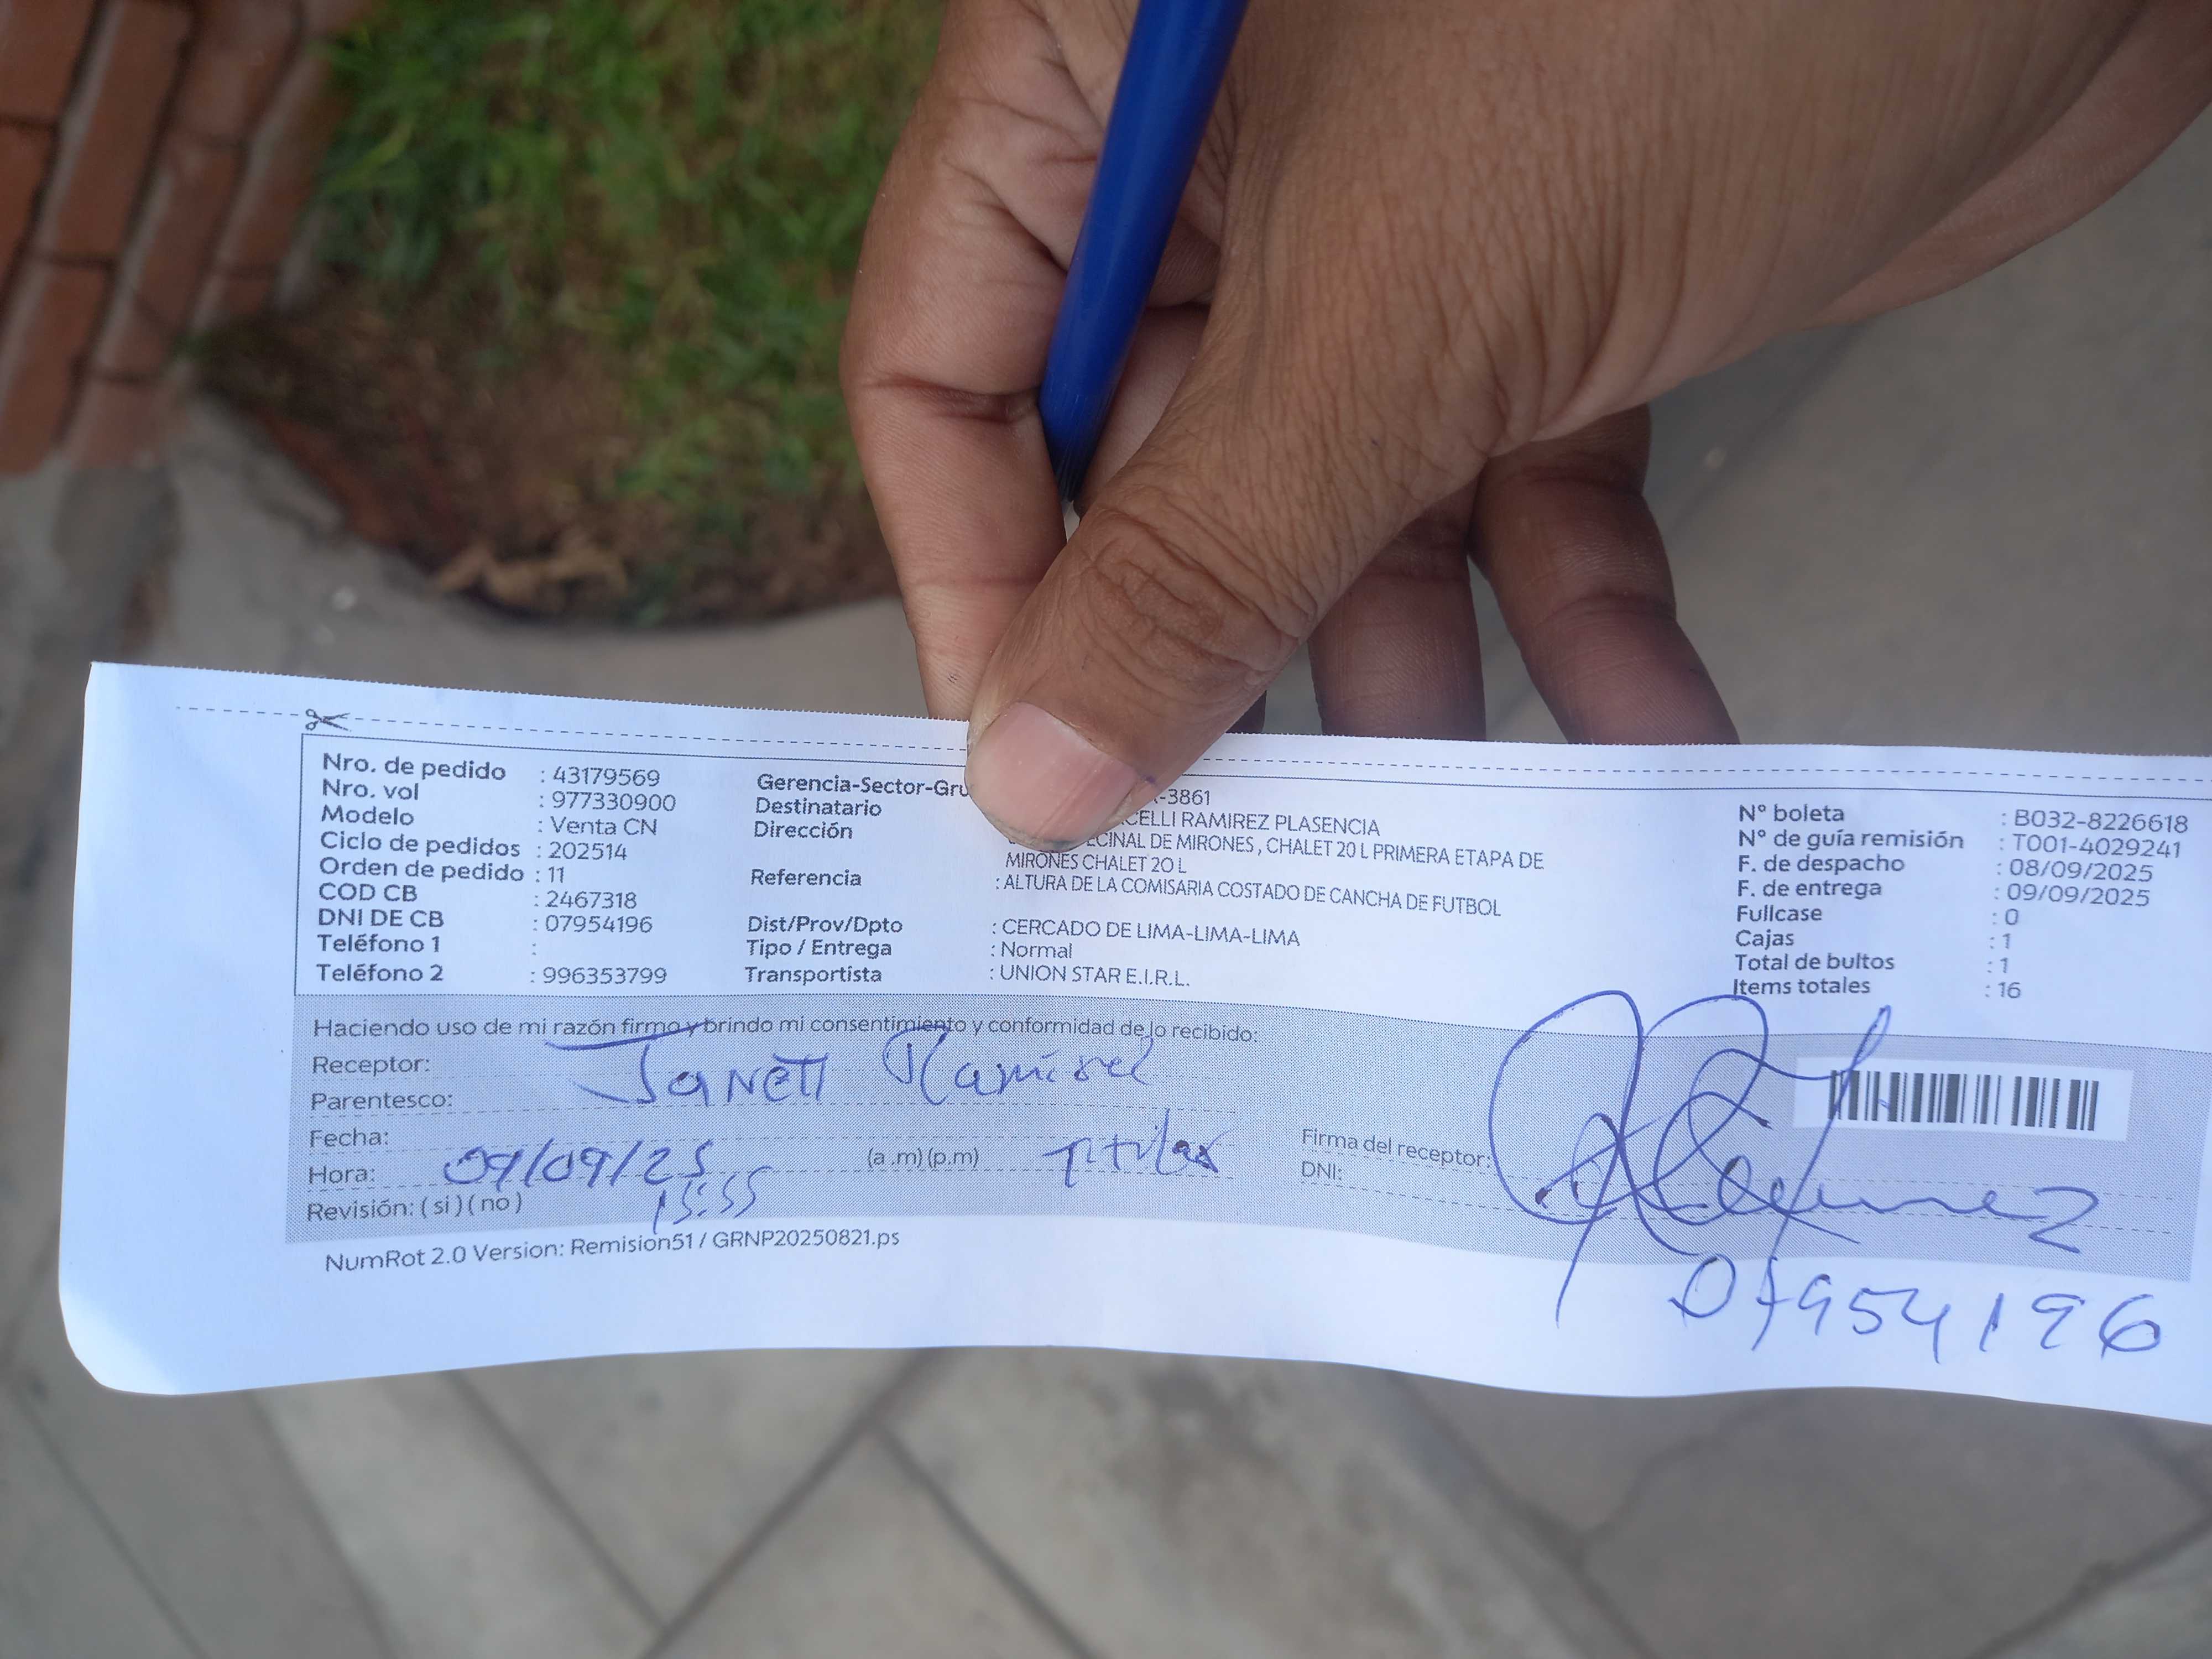 Nro. de pedido : 43179569
Nro. vol : 977330900
Modelo : Venta CN
Ciclo de pedidos : 202514
Orden de pedido : 11
COD CB : 2467318
DNI DE CB : 07954196
Teléfono 1 :
Teléfono 2 : 996353799
Gerencia-Sector-Gru -3861
Destinatario CELLI RAMIREZ PLASENCIA
Dirección ECINAL DE MIRONES , CHALET 20 L PRIMERA ETAPA DE
MIRONES CHALET 20 L
Referencia : ALTURA DE LA COMISARIA COSTADO DE CANCHA DE FUTBOL
Dist/Prov/Dpto : CERCADO DE LIMA-LIMA-LIMA
Tipo / Entrega : Normal
Transportista : UNION STAR E.I.R.L.
N° boleta : B032-8226618
N° de guía remisión : T001-4029241
F. de despacho : 08/09/2025
F. de entrega : 09/09/2025
Fullcase : 0
Cajas : 1
Total de bultos : 1
Items totales : 16
Haciendo uso de mi razón firmo y brindo mi consentimiento y conformidad de lo recibido:
Receptor: Janett Ramirez
Parentesco:
Fecha: 09/09/25
Hora: 15:55 (a .m) (p.m)
Revisión: ( si ) ( no )
Firma del receptor:
DNI: 07954196
NumRot 2.0 Version: Remision51 / GRNP20250821.ps